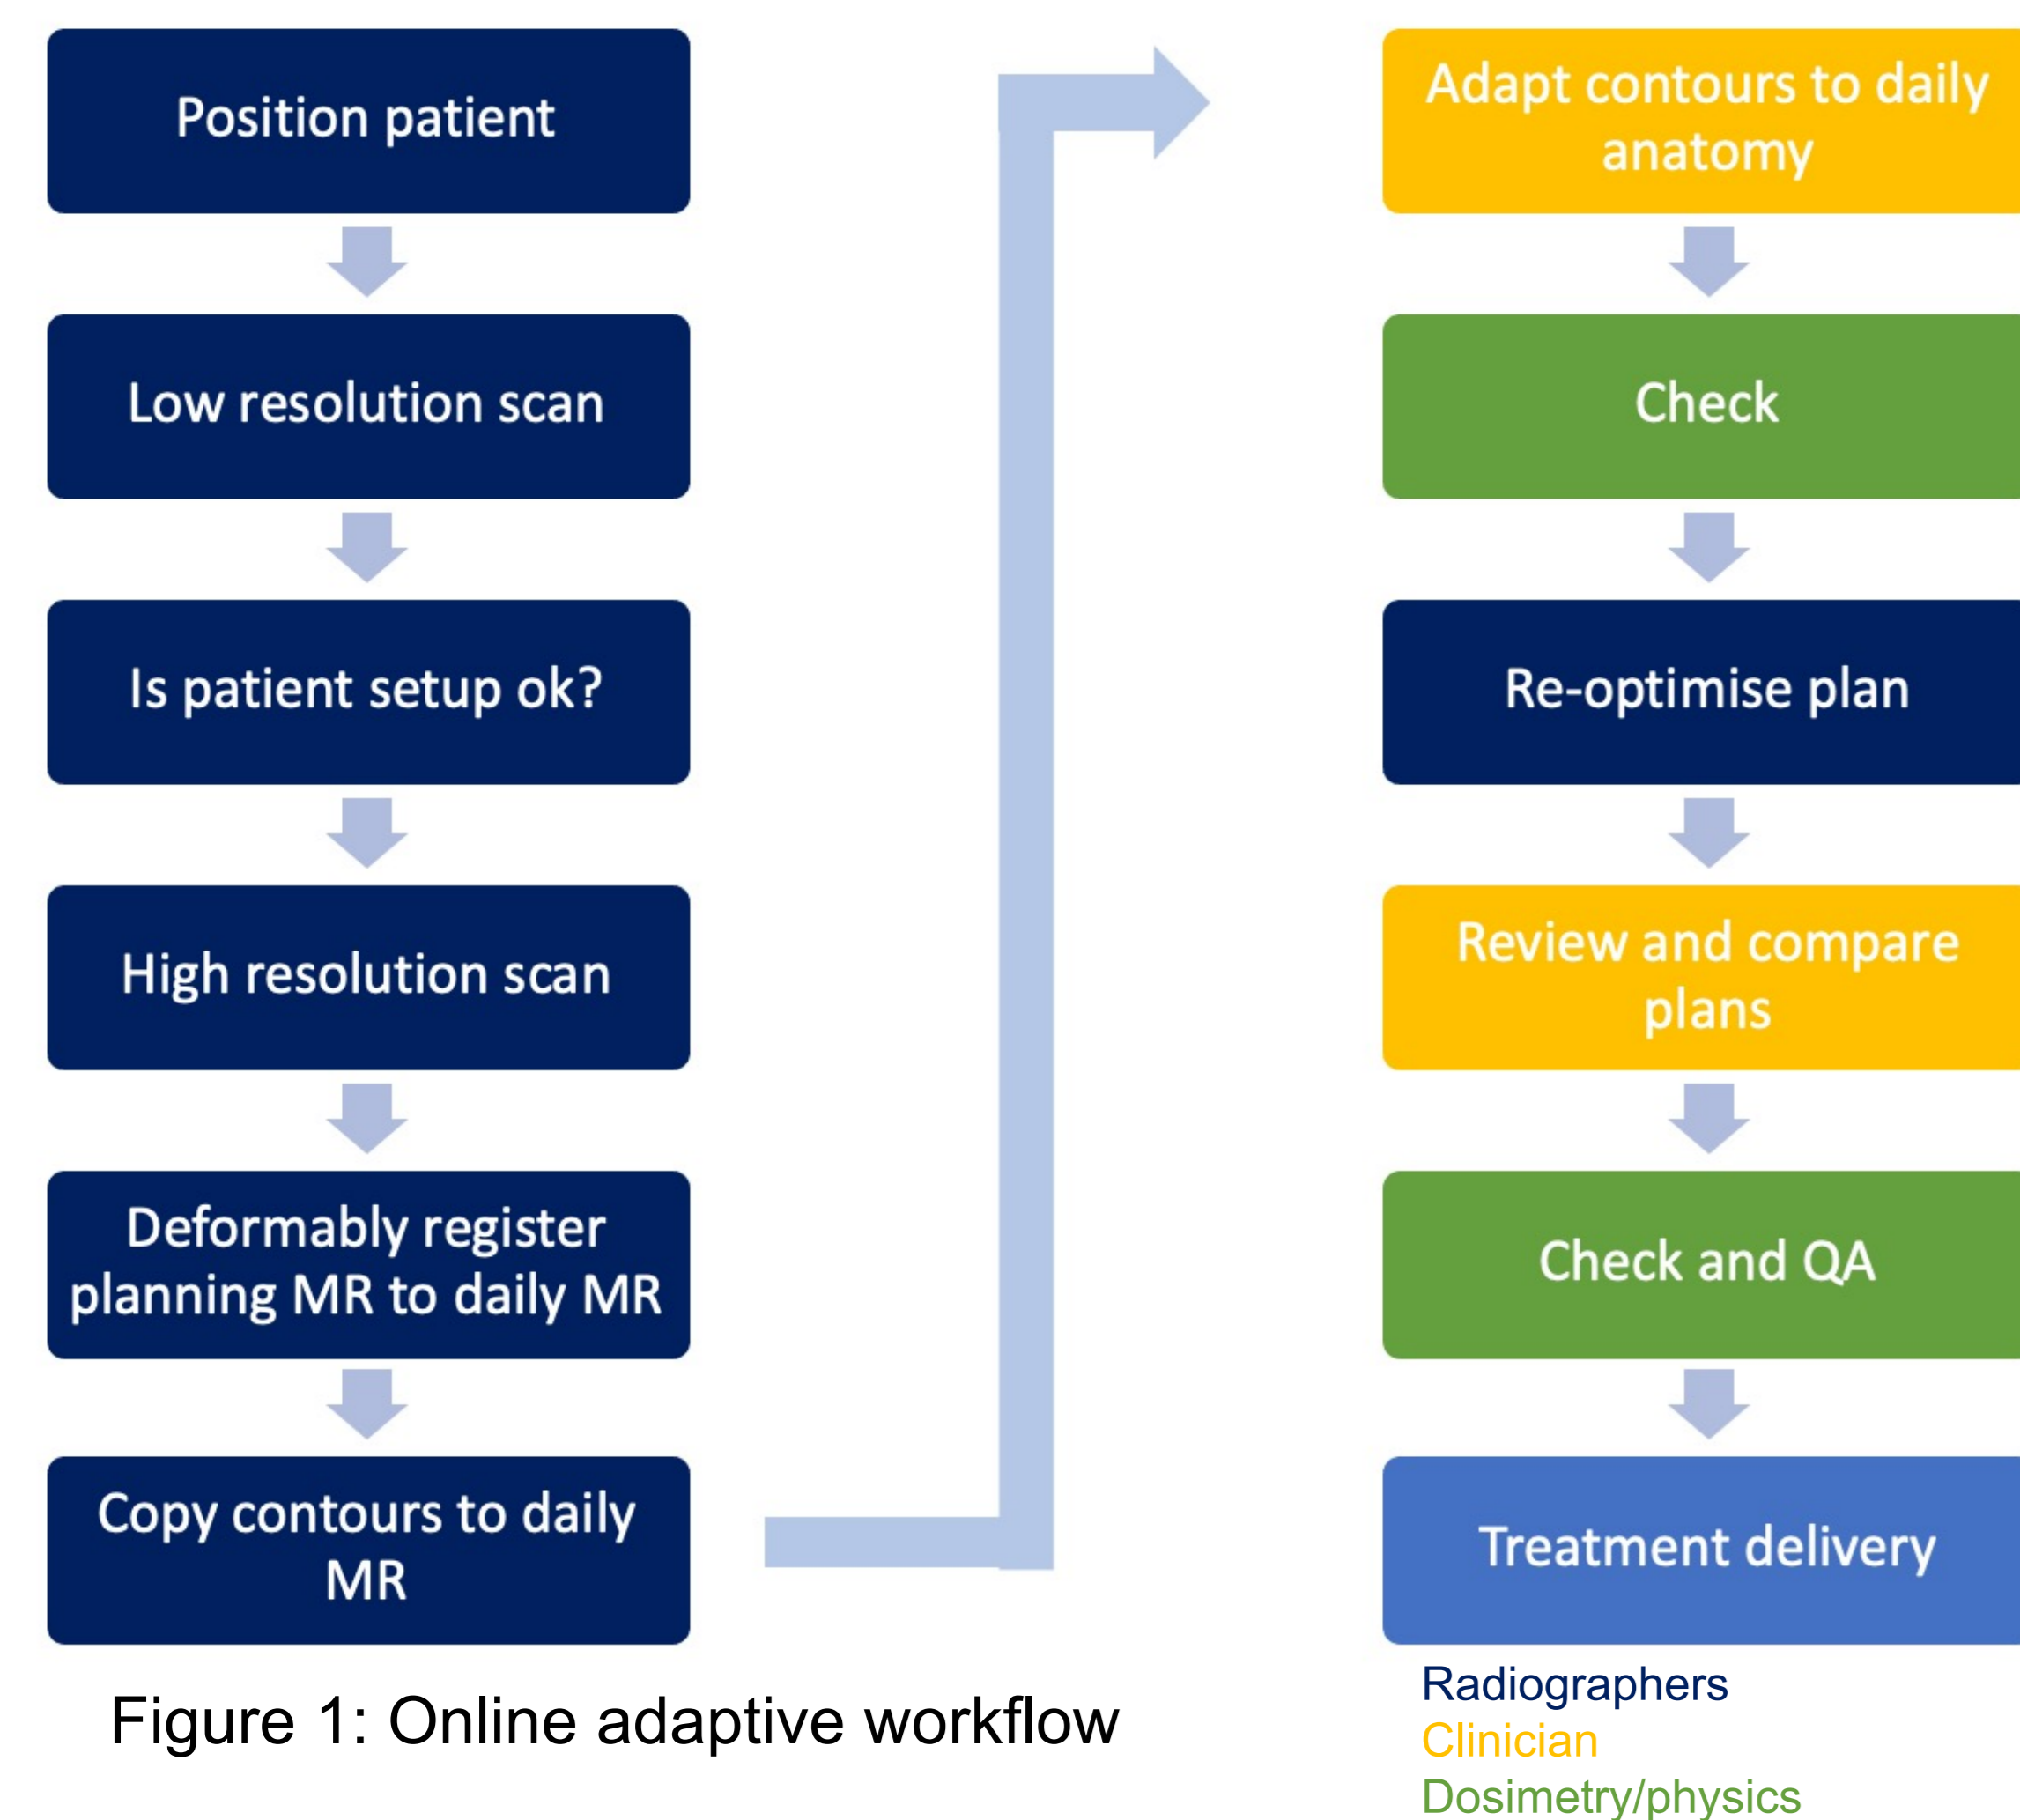 Position patient
Low resolution scan
Is patient setup ok?
High resolution scan
Deformably register
planning MR to daily MR
Copy contours to daily
MR
Adapt contours to daily
anatomy
Check
Re-optimise plan
Review and compare
plans
Check and QA
Treatment delivery
Figure 1: Online adaptive workflow
Radiographers
Clinician
Dosimetry/physics